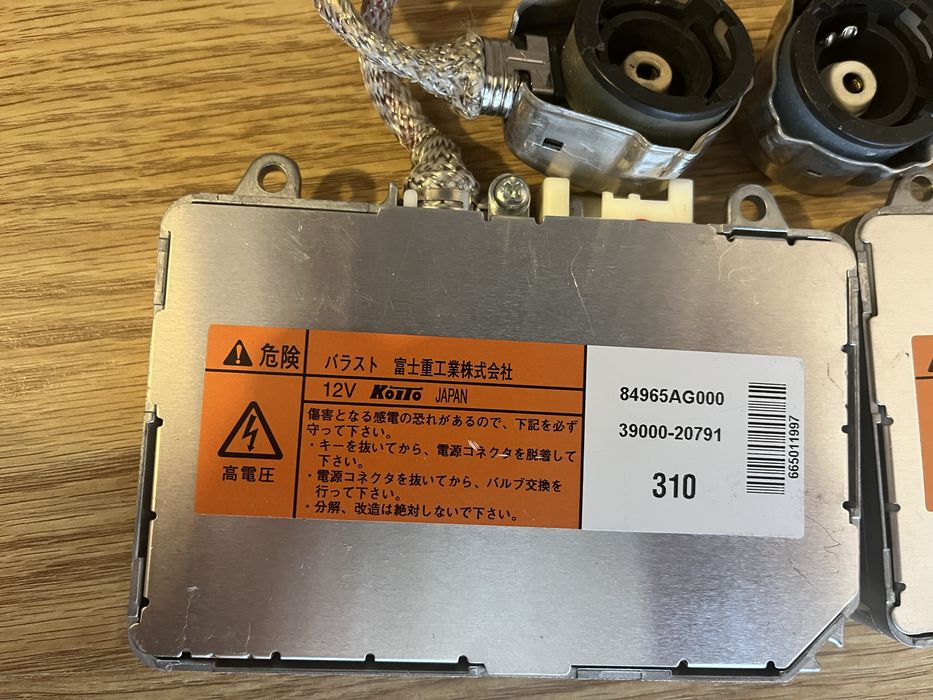 危険
バラスト 富士重工業株式会社
12V KOITO JAPAN
高電圧
傷害となる感電の恐れがあるので、下記を必ず
守って下さい。
・キーを抜いてから、電源コネクタを脱着して
下さい。
・電源コネクタを抜いてから、バルブ交換を
行って下さい。
・分解、改造は絶対しないで下さい。
84965AG000
39000-20791
310
665011997